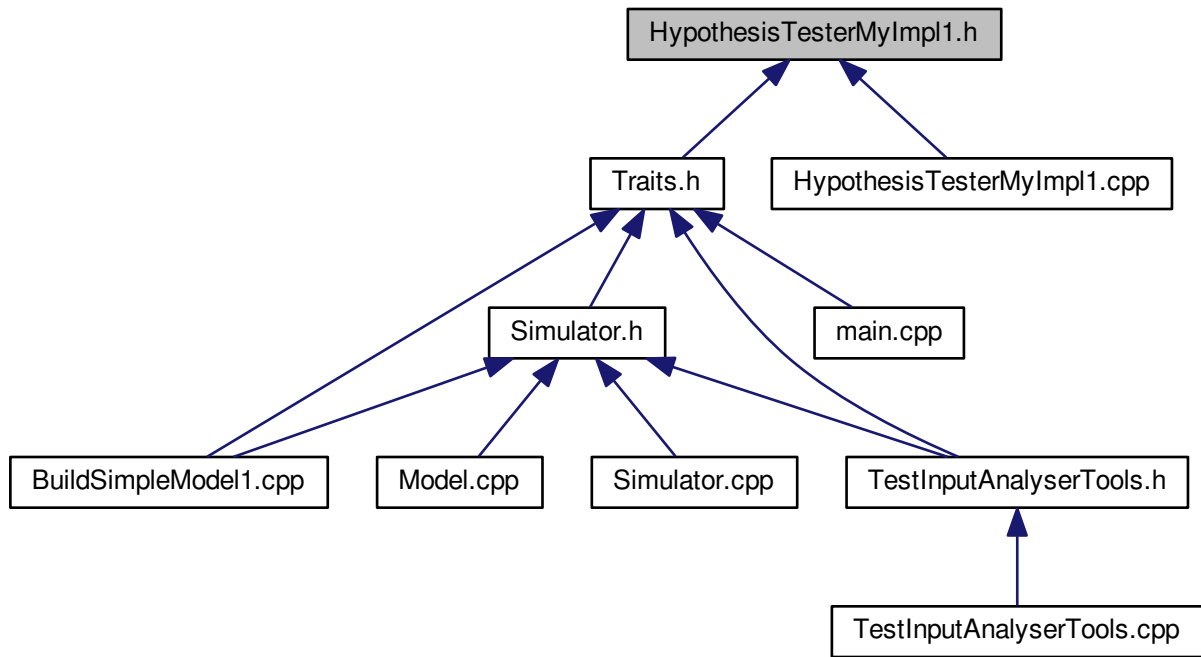 HypothesisTesterMyImpl1.h
Traits.h
HypothesisTesterMyImpl1.cpp
Simulator.h
main.cpp
BuildSimpleModel1.cpp
Model.cpp
Simulator.cpp
TestInputAnalyserTools.h
TestInputAnalyserTools.cpp